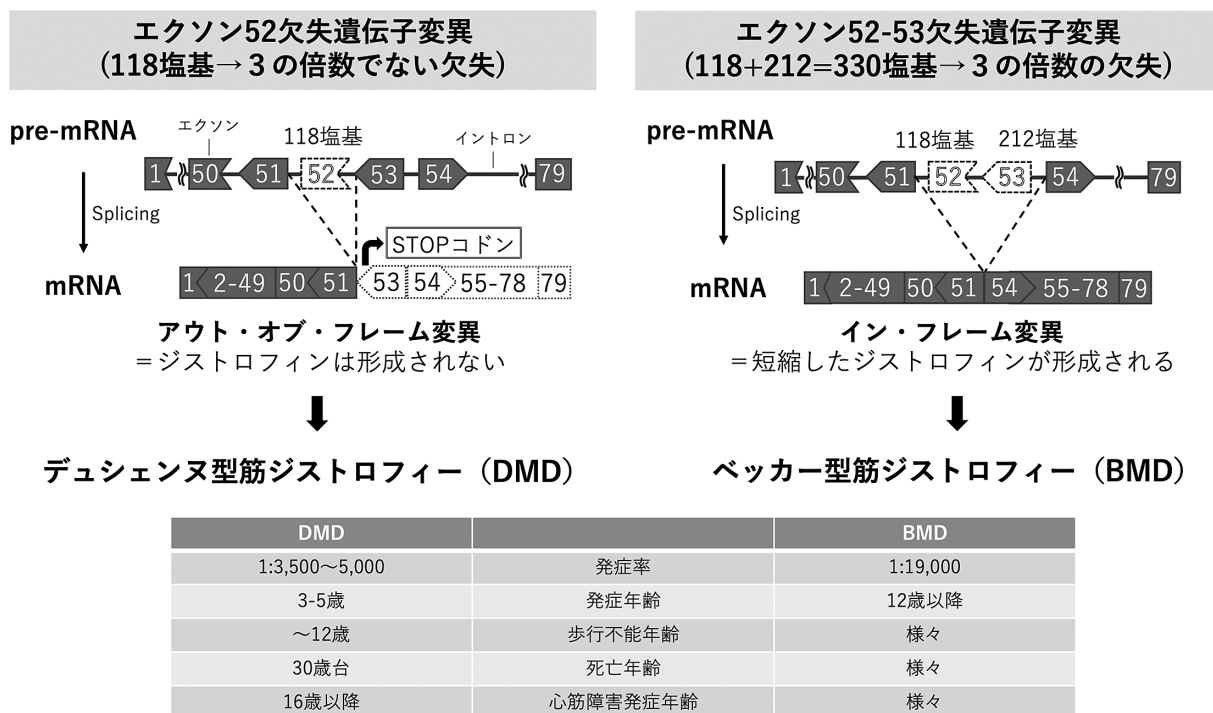 エクソン52欠失遺伝子変異
(118塩基→３の倍数でない欠失)
pre-mRNA
エクソン
118塩基
イントロン
1 50 51 52 53 54 79
Splicing
STOPコドン
mRNA
1 2-49 50 51 53 54 55-78 79
アウト・オブ・フレーム変異
＝ジストロフィンは形成されない
デュシェンヌ型筋ジストロフィー（DMD）
エクソン52-53欠失遺伝子変異
(118+212=330塩基→３の倍数の欠失)
pre-mRNA
118塩基
212塩基
1 50 51 52 53 54 79
Splicing
mRNA
1 2-49 50 51 54 55-78 79
イン・フレーム変異
＝短縮したジストロフィンが形成される
ベッカー型筋ジストロフィー（BMD）
DMD BMD
1:3,500～5,000 発症率 1:19,000
3-5歳 発症年齢 12歳以降
～12歳 歩行不能年齢 様々
30歳台 死亡年齢 様々
16歳以降 心筋障害発症年齢 様々